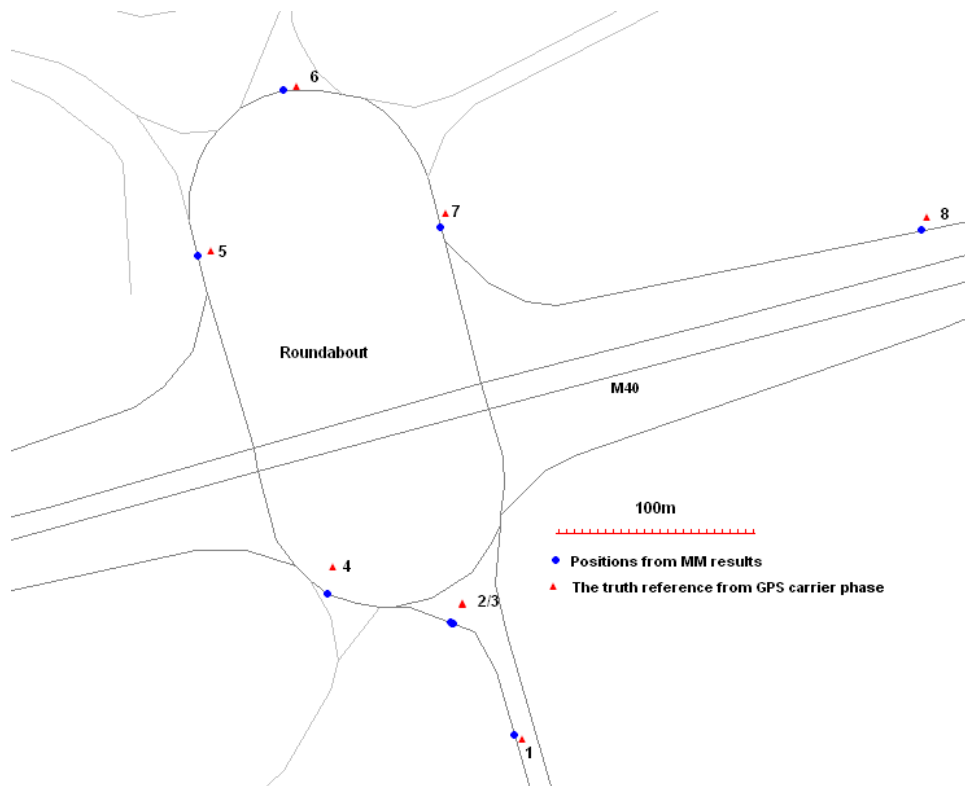 6
7
8
5
Roundabout
M40
100m
Positions from MM results
4
The truth reference from GPS carrier phase
2/3
1